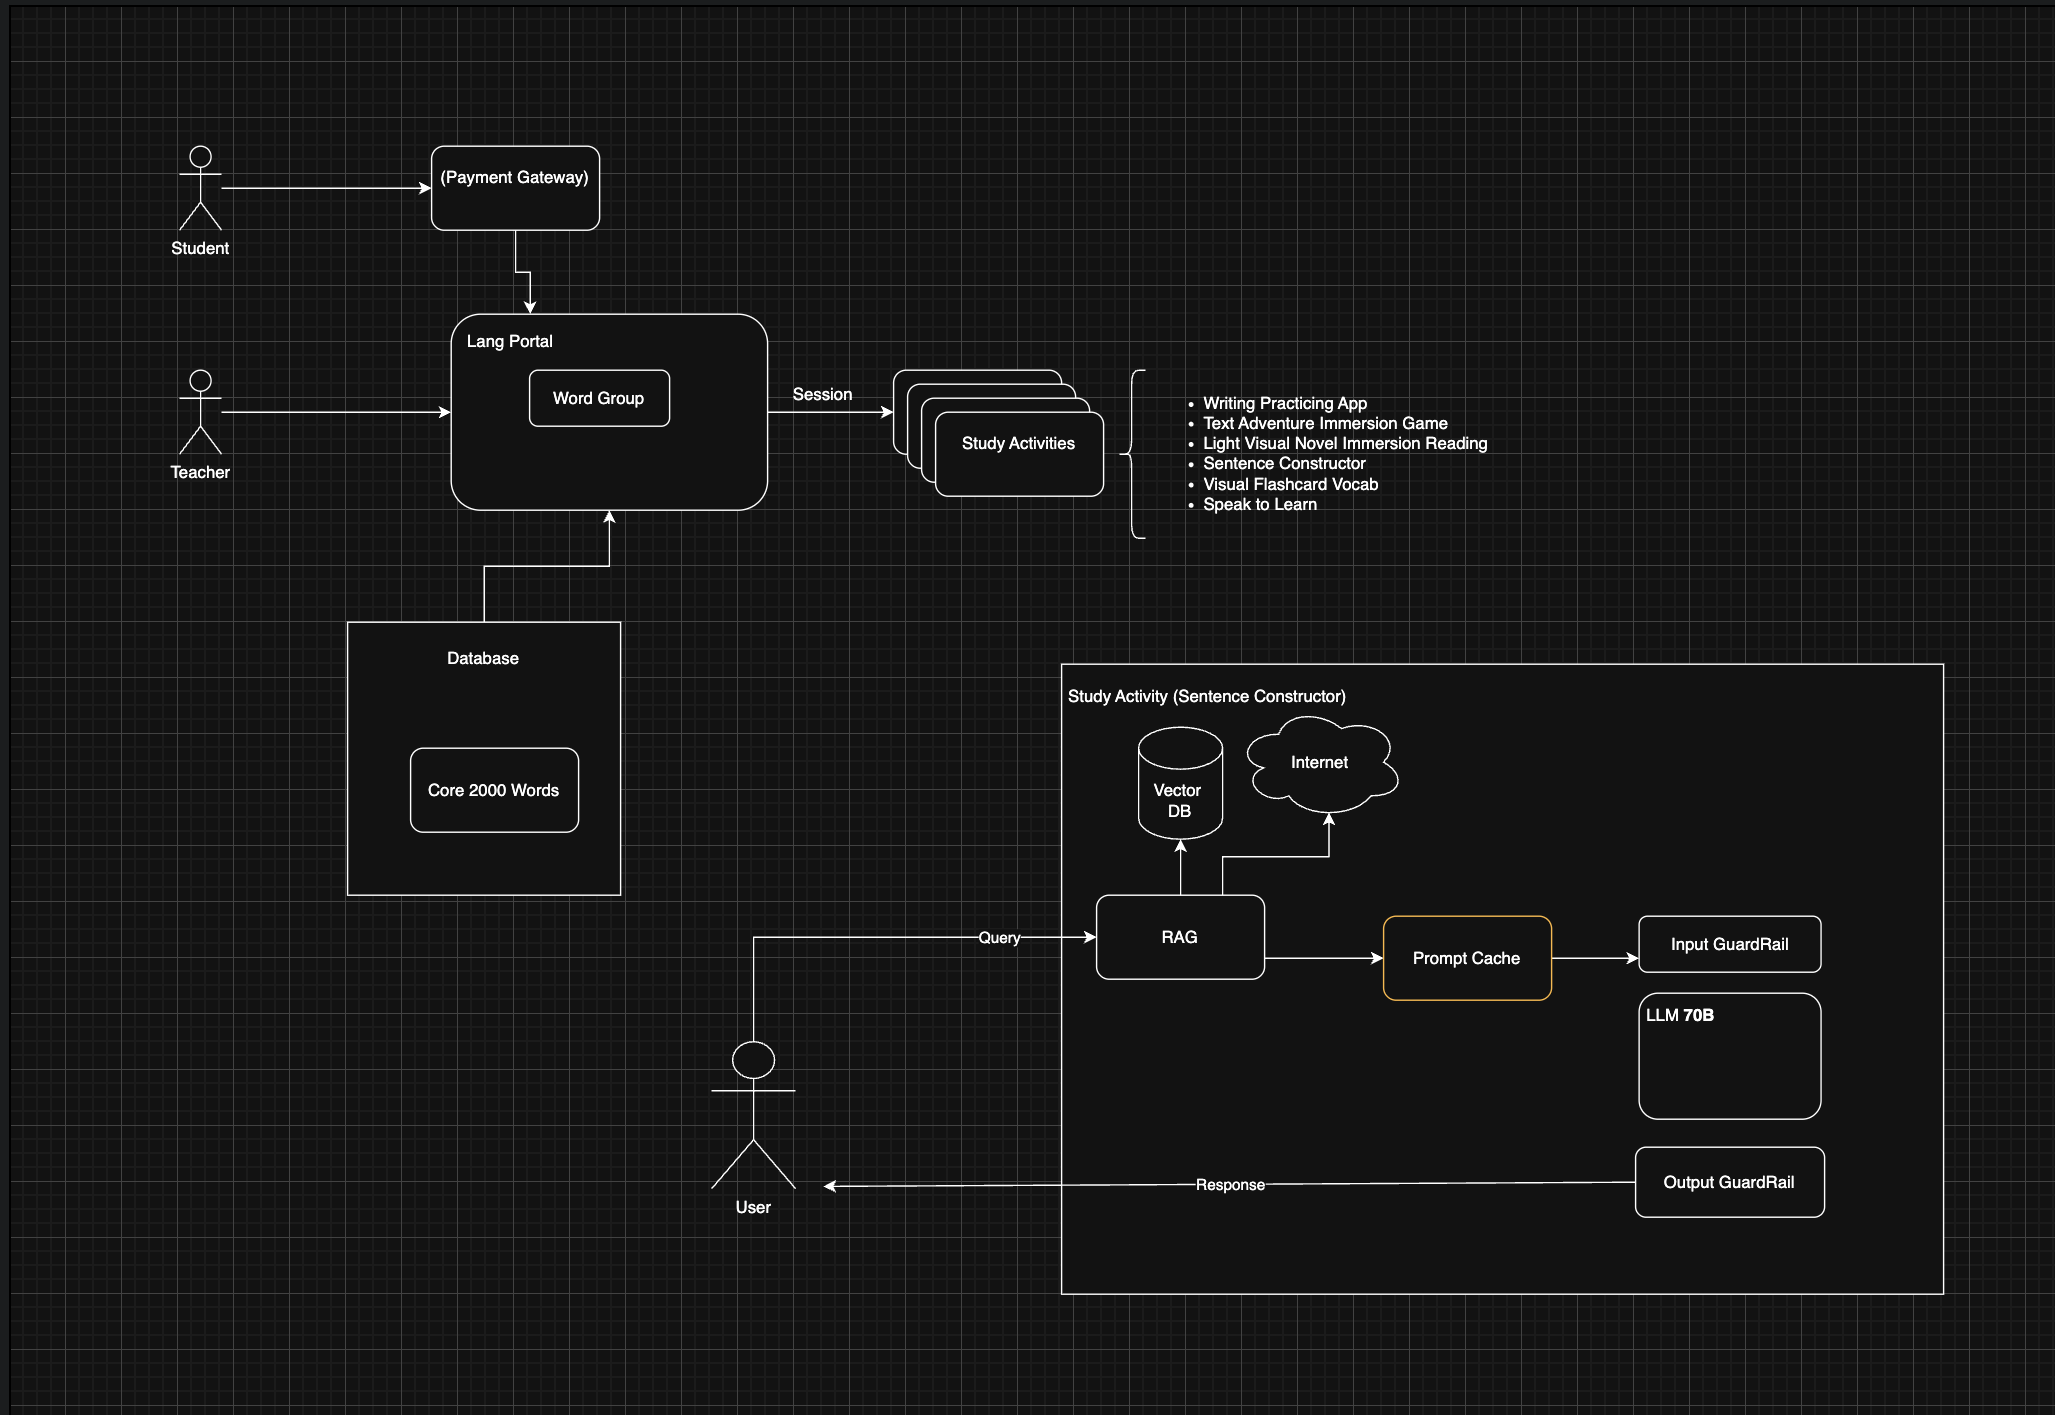 (Payment Gateway)
Student
Lang Portal
Word Group
Teacher
Session
Study Activities
• Writing Practicing App
• Text Adventure Immersion Game
• Light Visual Novel Immersion Reading
• Sentence Constructor
• Visual Flashcard Vocab
• Speak to Learn
Database
Core 2000 Words
Study Activity (Sentence Constructor)
Vector
DB
Internet
Query
RAG
Prompt Cache
Input GuardRail
LLM 70B
Output GuardRail
Response
User